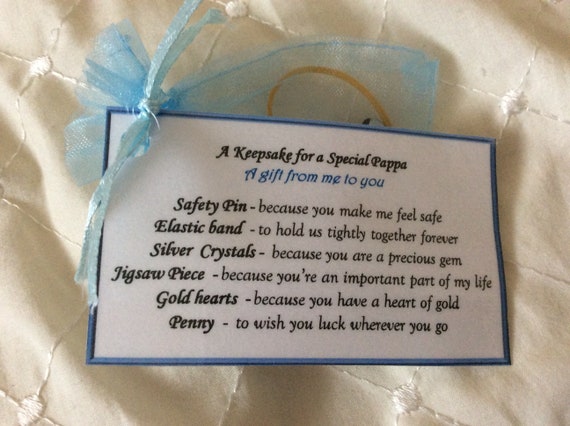 A Keepsake for a Special Pappa
A gift from me to you
Safety Pin - because you make me feel safe
Elastic band - to hold us tightly together forever
Silver Crystals - because you are a precious gem
Jigsaw Piece - because you're an important part of my life
Gold hearts - because you have a heart of gold
Penny - to wish you luck wherever you go